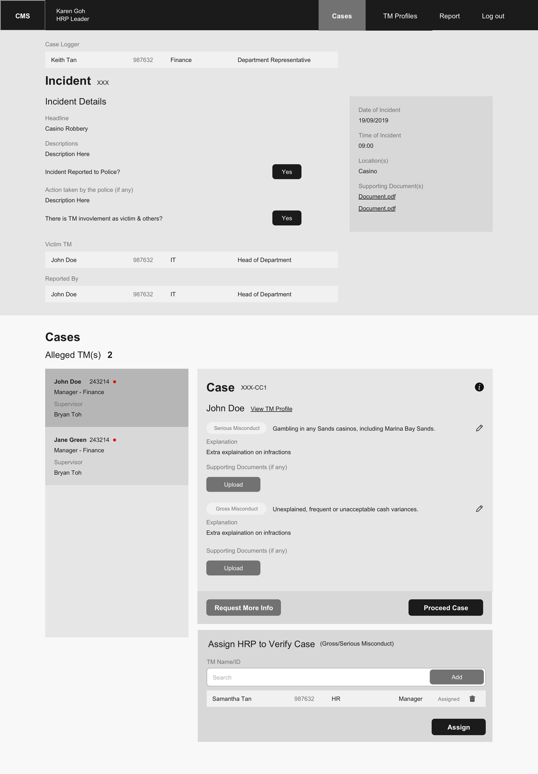 CMS
Karen Goh
HRP Leader
Cases
TM Profiles
Report
Log out
Case Logger
Keith Tan 987632 Finance Department Representative
Incident xxx
Incident Details
Headline
Casino Robbery
Descriptions
Description Here
Incident Reported to Police? Yes
Action taken by the police (if any)
Description Here
There is TM invovlement as victim & others? Yes
Date of Incident
19/09/2019
Time of Incident
09:00
Location(s)
Casino
Supporting Document(s)
Document.pdf
Document.pdf
Victim TM
John Doe 987632 IT Head of Department
Reported By
John Doe 987632 IT Head of Department
Cases
Alleged TM(s) 2
John Doe 243214
Manager - Finance
Supervisor
Bryan Toh
Jane Green 243214
Manager - Finance
Supervisor
Bryan Toh
Case XXX-CC1 i
John Doe View TM Profile
Serious Misconduct Gambling in any Sands casinos, including Marina Bay Sands.
Explanation
Extra explaination on infractions
Supporting Documents (if any)
Upload
Gross Misconduct Unexplained, frequent or unacceptable cash variances.
Explanation
Extra explaination on infractions
Supporting Documents (if any)
Upload
Request More Info Proceed Case
Assign HRP to Verify Case (Gross/Serious Misconduct)
TM Name/ID
Search Add
Samantha Tan 987632 HR Manager Assigned
Assign